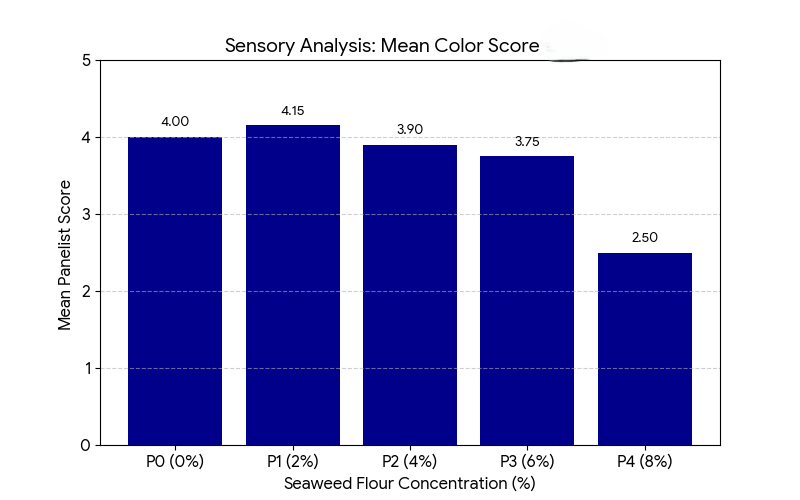 Sensory Analysis: Mean Color Score
5
4
3
2
1
0
Mean Panelist Score
4.00
4.15
3.90
3.75
2.50
P0 (0%) P1 (2%) P2 (4%) P3 (6%) P4 (8%)
Seaweed Flour Concentration (%)